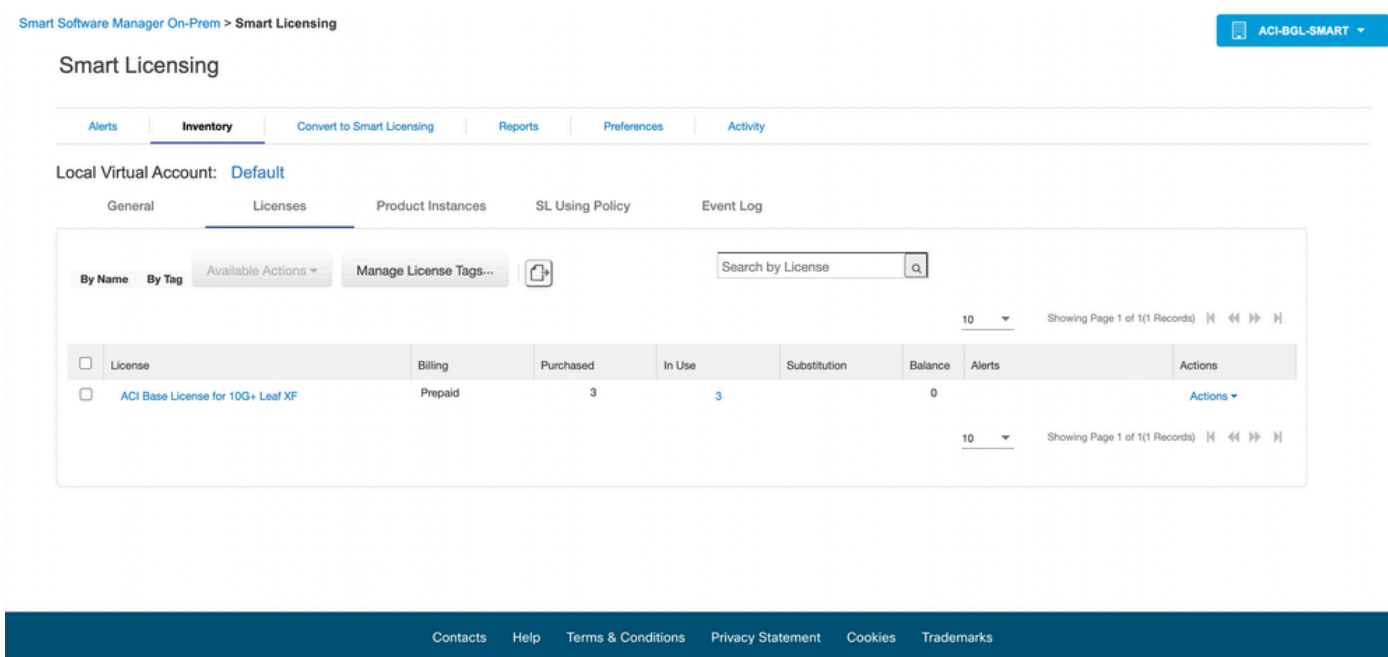 Smart Software Manager On-Prem > Smart Licensing
ACI-BGL-SMART
Smart Licensing
Alerts Inventory Convert to Smart Licensing Reports Preferences Activity
Local Virtual Account: Default
General Licenses Product Instances SL Using Policy Event Log
By Name By Tag Available Actions Manage License Tags... Search by License
10 Showing Page 1 of 1(1 Records)
License Billing Purchased In Use Substitution Balance Alerts Actions
ACI Base License for 10G+ Leaf XF Prepaid 3 3 0 Actions
10 Showing Page 1 of 1(1 Records)
Contacts Help Terms & Conditions Privacy Statement Cookies Trademarks